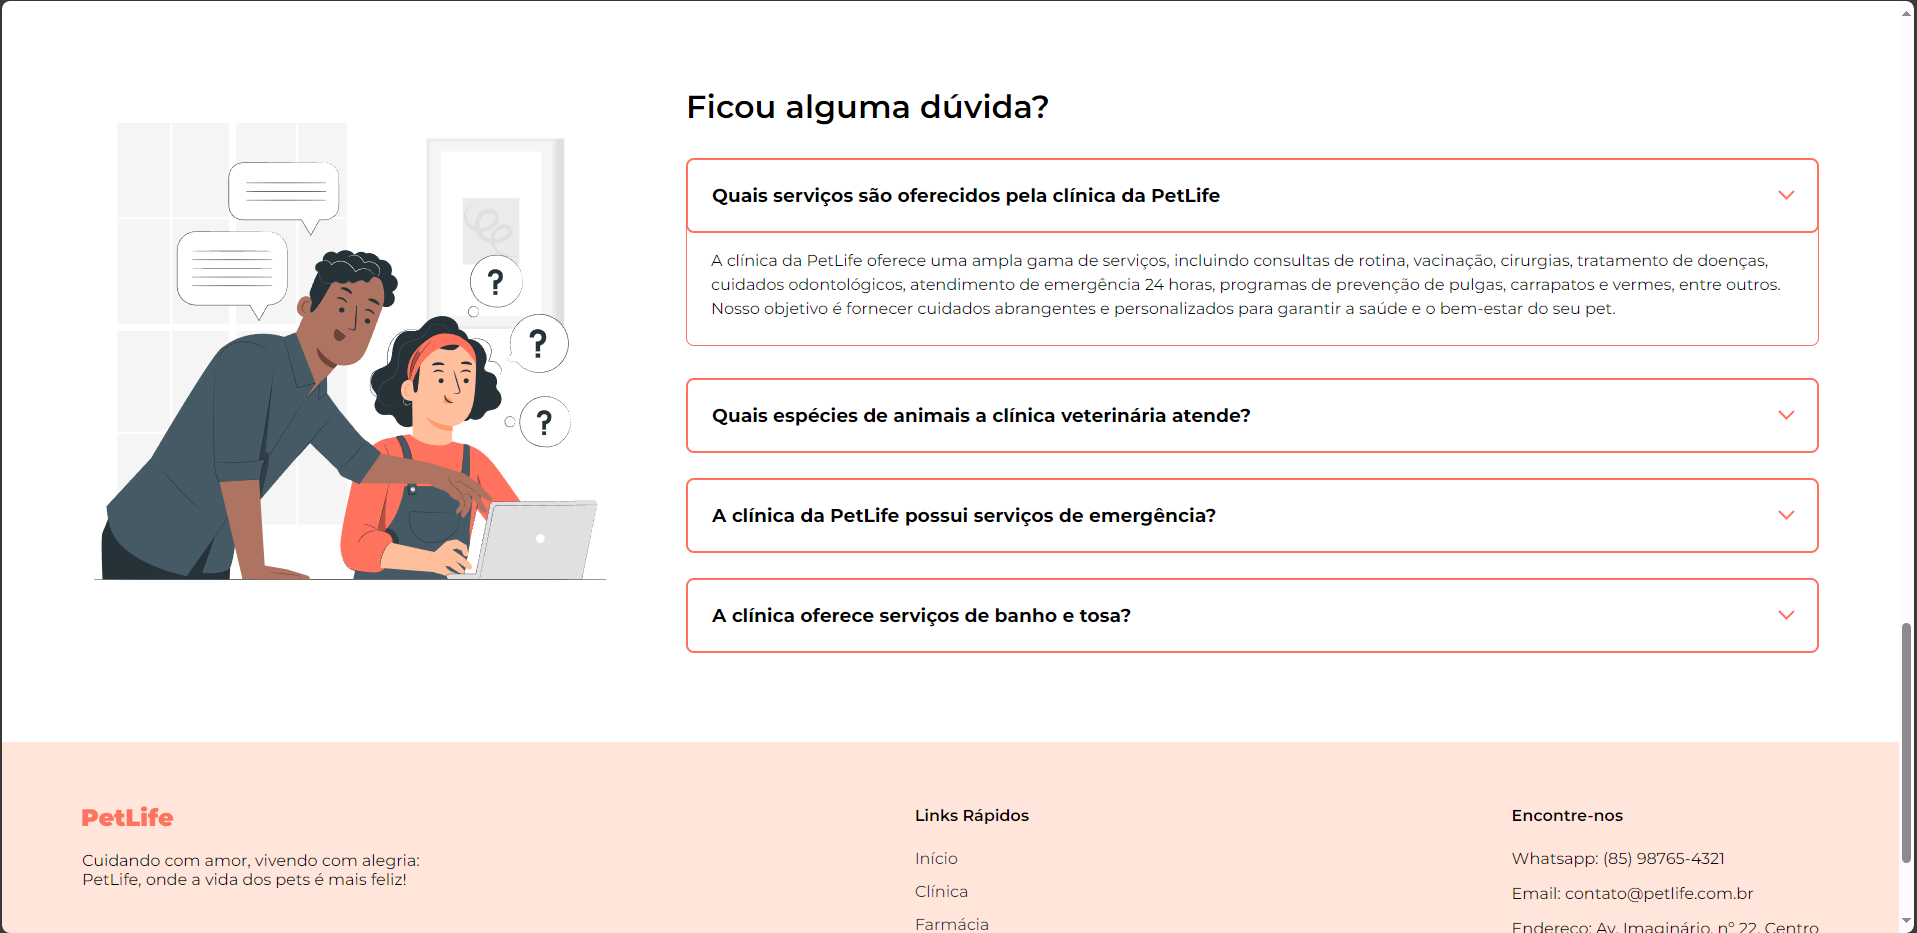 Ficou alguma dúvida?
Quais serviços são oferecidos pela clínica da PetLife
A clínica da PetLife oferece uma ampla gama de serviços, incluindo consultas de rotina, vacinação, cirurgias, tratamento de doenças,
cuidados odontológicos, atendimento de emergência 24 horas, programas de prevenção de pulgas, carrapatos e vermes, entre outros.
Nosso objetivo é fornecer cuidados abrangentes e personalizados para garantir a saúde e o bem-estar do seu pet.
Quais espécies de animais a clínica veterinária atende?
A clínica da PetLife possui serviços de emergência?
A clínica oferece serviços de banho e tosa?
?
?
?
PetLife
Cuidando com amor, vivendo com alegria:
PetLife, onde a vida dos pets é mais feliz!
Links Rápidos
Início
Clínica
Farmácia
Encontre-nos
Whatsapp: (85) 98765-4321
Email: contato@petlife.com.br
Endereço: Av. Imaginário, nº 22, Centro